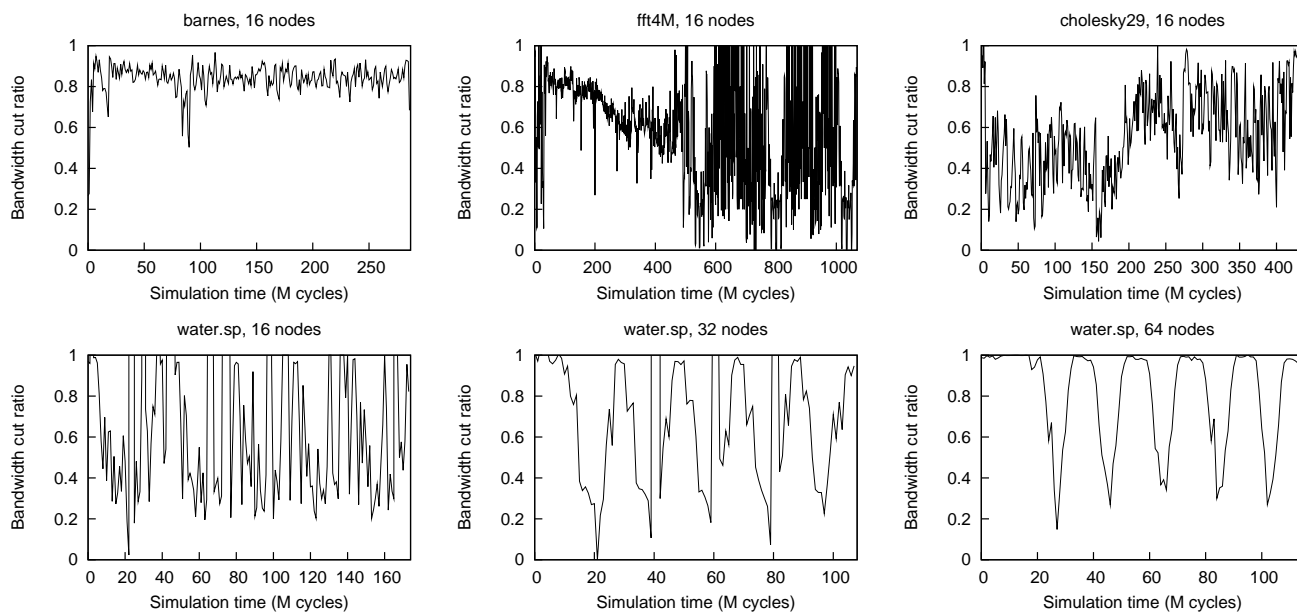 barnes, 16 nodes
Bandwidth cut ratio
1
0.8
0.6
0.4
0.2
0
0 50 100 150 200 250
Simulation time (M cycles)
fft4M, 16 nodes
Bandwidth cut ratio
1
0.8
0.6
0.4
0.2
0
0 200 400 600 800 1000
Simulation time (M cycles)
cholesky29, 16 nodes
Bandwidth cut ratio
1
0.8
0.6
0.4
0.2
0
0 50 100 150 200 250 300 350 400
Simulation time (M cycles)
water.sp, 16 nodes
Bandwidth cut ratio
1
0.8
0.6
0.4
0.2
0
0 20 40 60 80 100 120 140 160
Simulation time (M cycles)
water.sp, 32 nodes
Bandwidth cut ratio
1
0.8
0.6
0.4
0.2
0
0 20 40 60 80 100
Simulation time (M cycles)
water.sp, 64 nodes
Bandwidth cut ratio
1
0.8
0.6
0.4
0.2
0
0 20 40 60 80 100
Simulation time (M cycles)